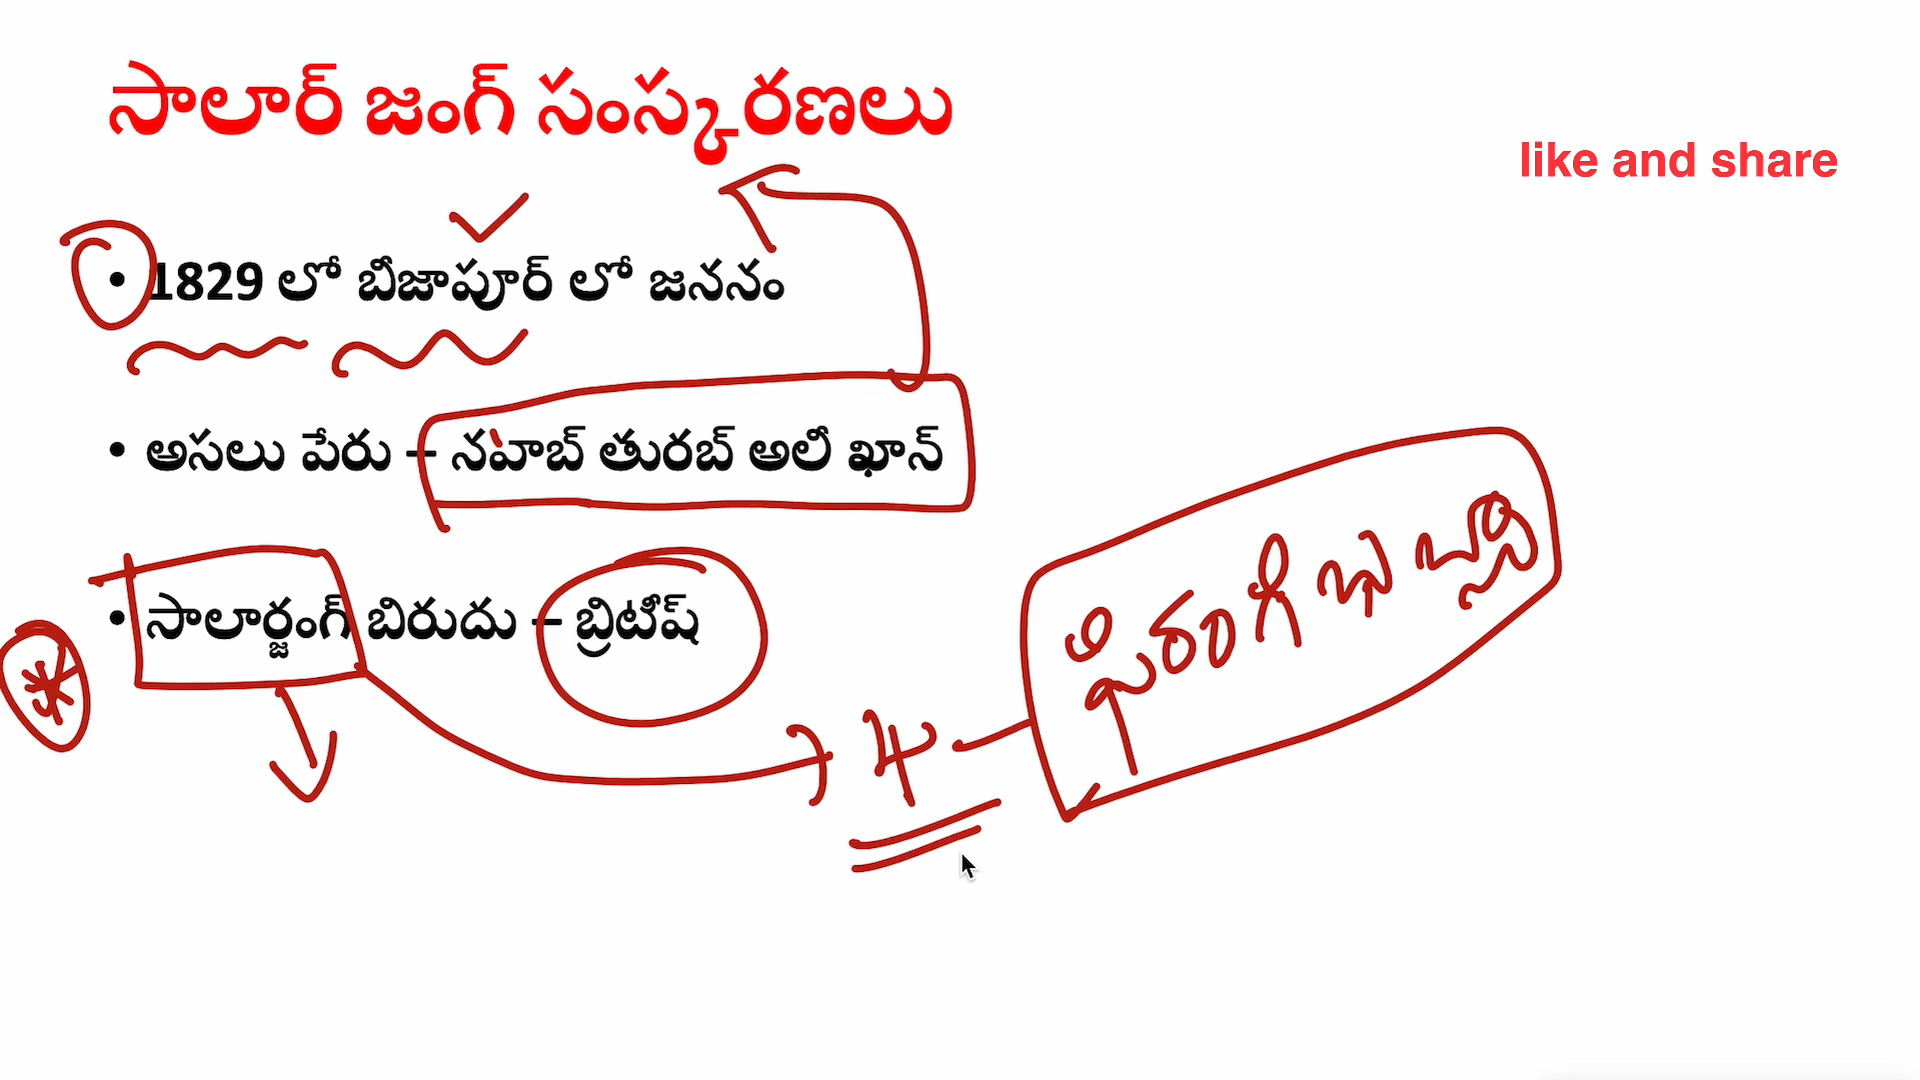 సాలార్ జంగ్ సంస్కరణలు
like and share
• 1829 లో బీజాపూర్ లో జననం
• అసలు పేరు – నవాబ్ తురబ్ అలీ ఖాన్
• సాలార్జంగ్ బిరుదు – బ్రిటీష్
ఫిరంగి